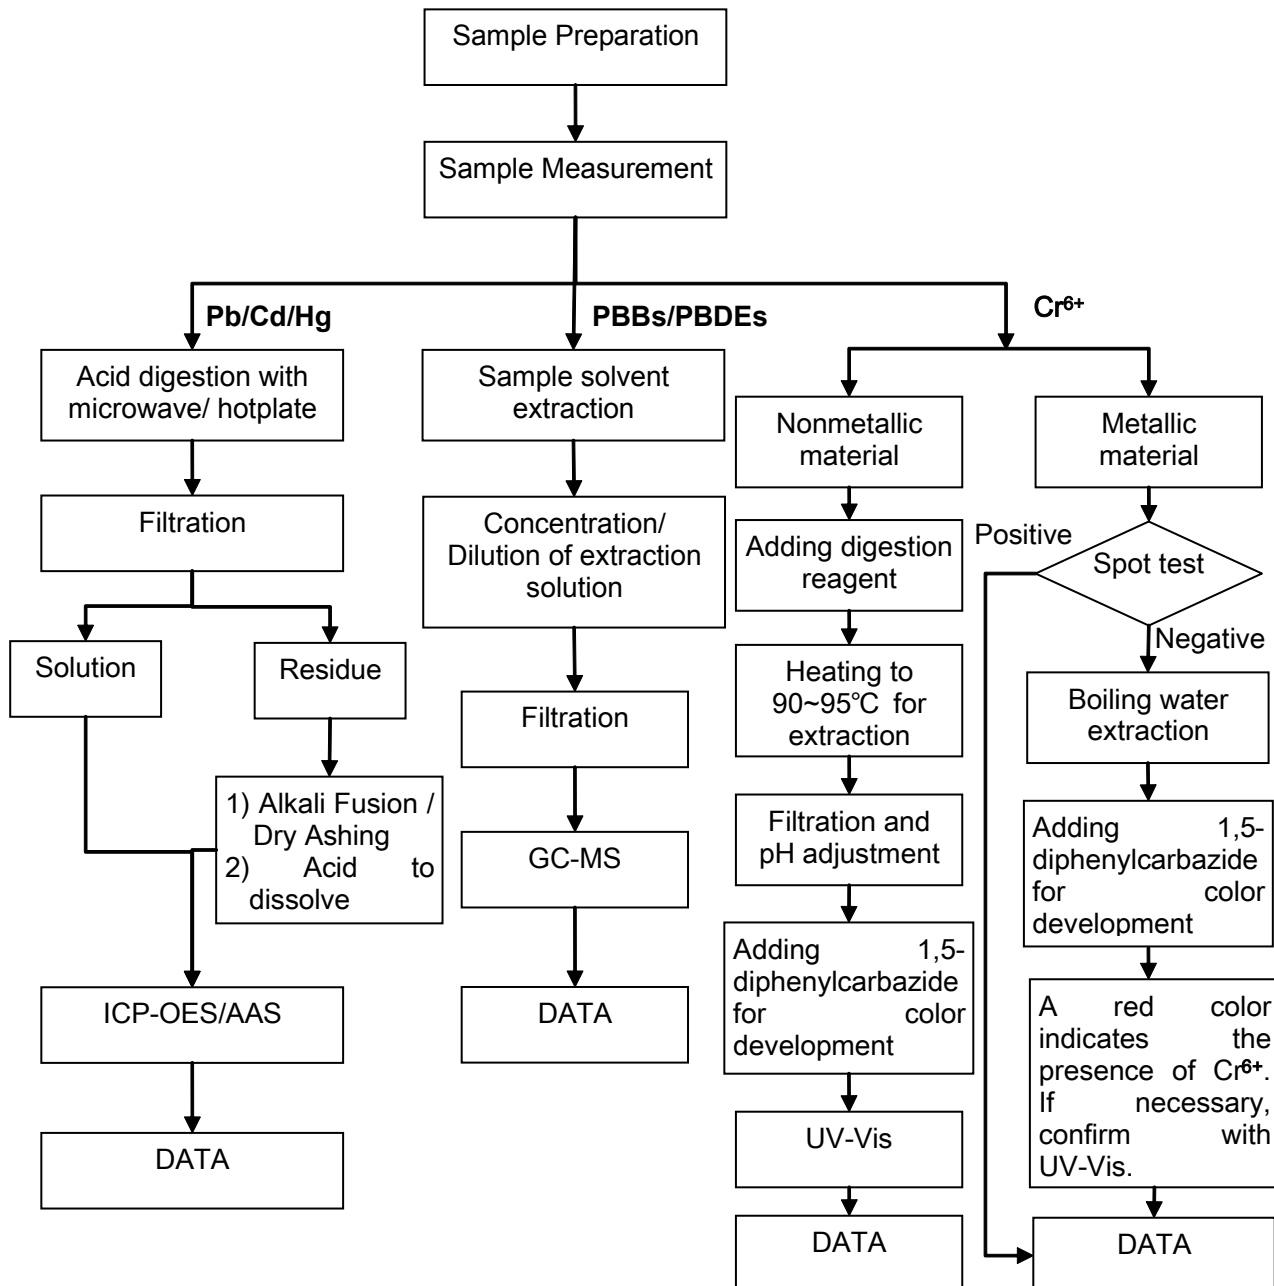 Sample Preparation
Sample Measurement
Pb/Cd/Hg
PBBs/PBDEs
Cr⁶⁺
Acid digestion with
microwave/ hotplate
Filtration
Solution
Residue
1) Alkali Fusion /
Dry Ashing
2) Acid to
dissolve
ICP-OES/AAS
DATA
Sample solvent
extraction
Concentration/
Dilution of extraction
solution
Filtration
GC-MS
DATA
Nonmetallic
material
Adding digestion
reagent
Heating to
90~95℃ for
extraction
Filtration and
pH adjustment
Adding 1,5-
diphenylcarbazide
for color
development
UV-Vis
DATA
Metallic
material
Positive
Spot test
Negative
Boiling water
extraction
Adding 1,5-
diphenylcarbazide
for color
development
A red color
indicates the
presence of Cr⁶⁺.
If necessary,
confirm with
UV-Vis.
DATA